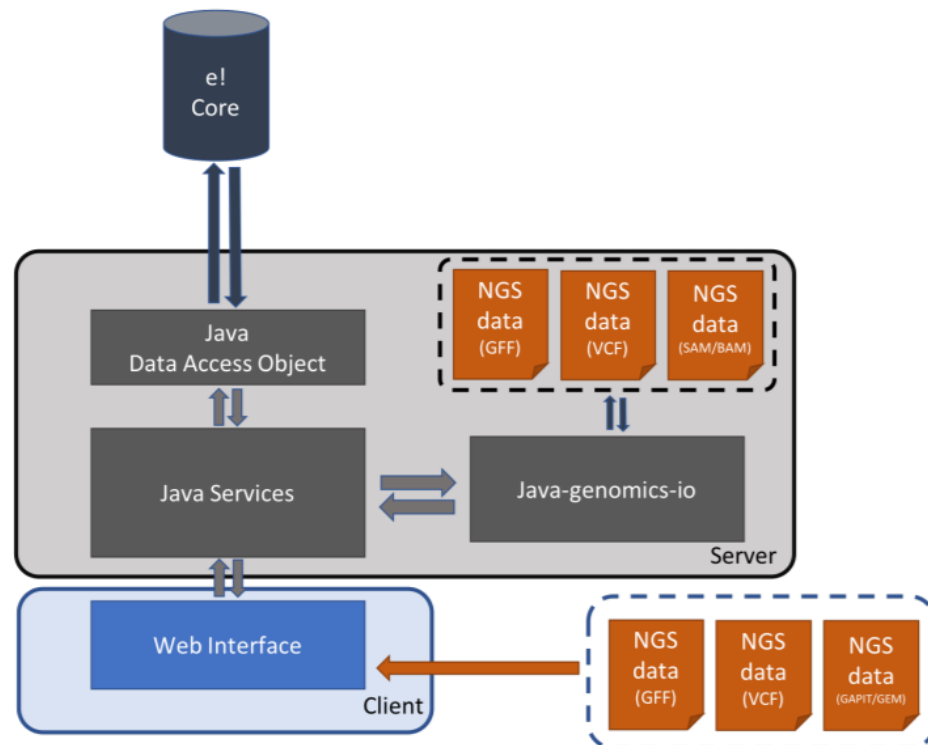 e!
Core
Java
Data Access Object
NGS
data
(GFF)
NGS
data
(VCF)
NGS
data
(SAM/BAM)
Java Services
Java-genomics-io
Server
Web Interface
Client
NGS
data
(GFF)
NGS
data
(VCF)
NGS
data
(GAPIT/GEM)